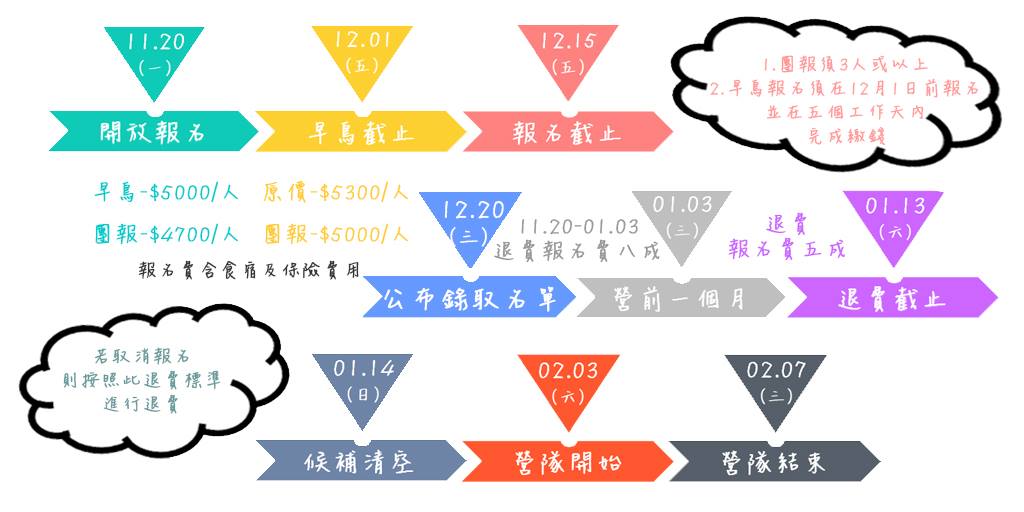 11.20
(一)
開放報名
12.01
(五)
早鳥截止
12.15
(五)
報名截止
1.團報須3人或以上
2.早鳥報名須在12月1日前報名
並在五個工作天內
完成繳錢
早鳥-$5000/人
原價-$5300/人
團報-$4700/人
團報-$5000/人
報名費含食宿及保險費用
12.20
(三)
公布錄取名單
11.20-01.03
退費報名費八成
01.03
(三)
營前一個月
退費
報名費五成
01.13
(六)
退費截止
若取消報名
則按照此退費標準
進行退費
01.14
(日)
候補清空
02.03
(六)
營隊開始
02.07
(三)
營隊結束